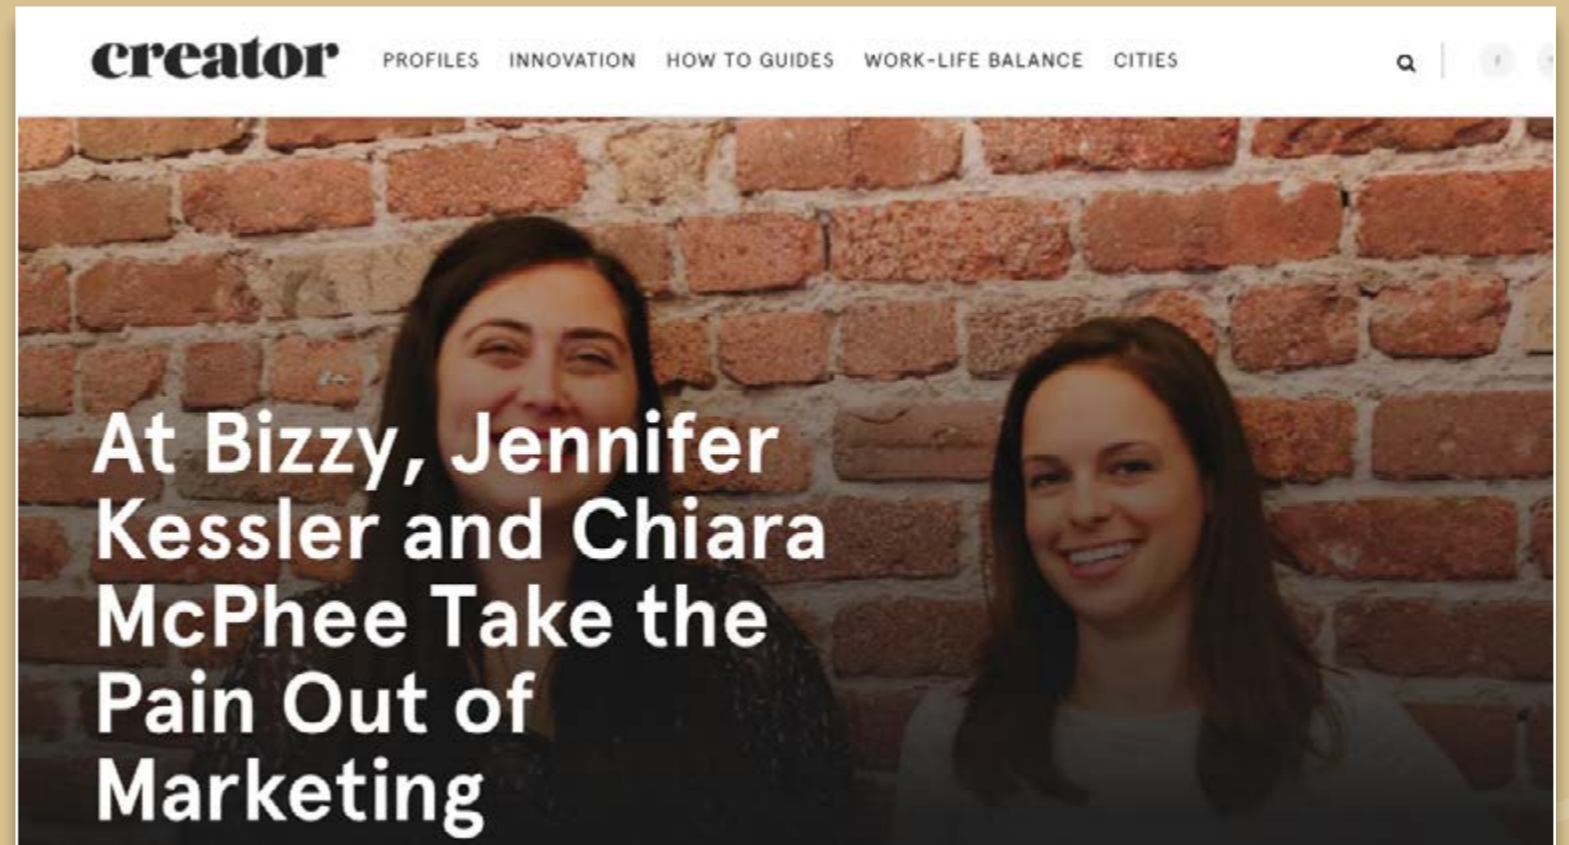 creator
PROFILES INNOVATION HOW TO GUIDES WORK-LIFE BALANCE CITIES
At Bizzy, Jennifer
Kessler and Chiara
McPhee Take the
Pain Out of
Marketing